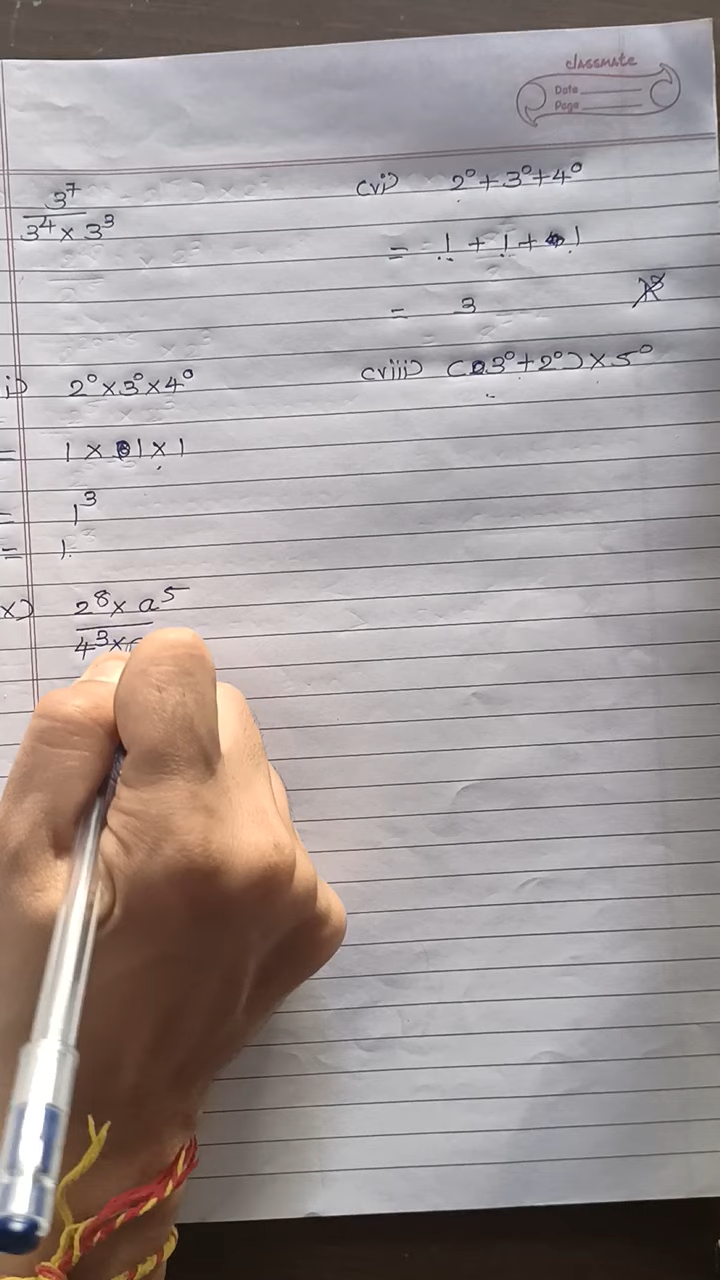 classmate
Date
Page
3⁷
3⁴ × 3³
(vi) 2⁰ + 3⁰ + 4⁰
= 1 + 1 + 1
= 3
i) 2⁰ × 3⁰ × 4⁰
= 1 × 1 × 1
= 1³
= 1
(viii) (3⁰ + 2⁰) × 5⁰
x) 2⁸ × a⁵
4³ ×